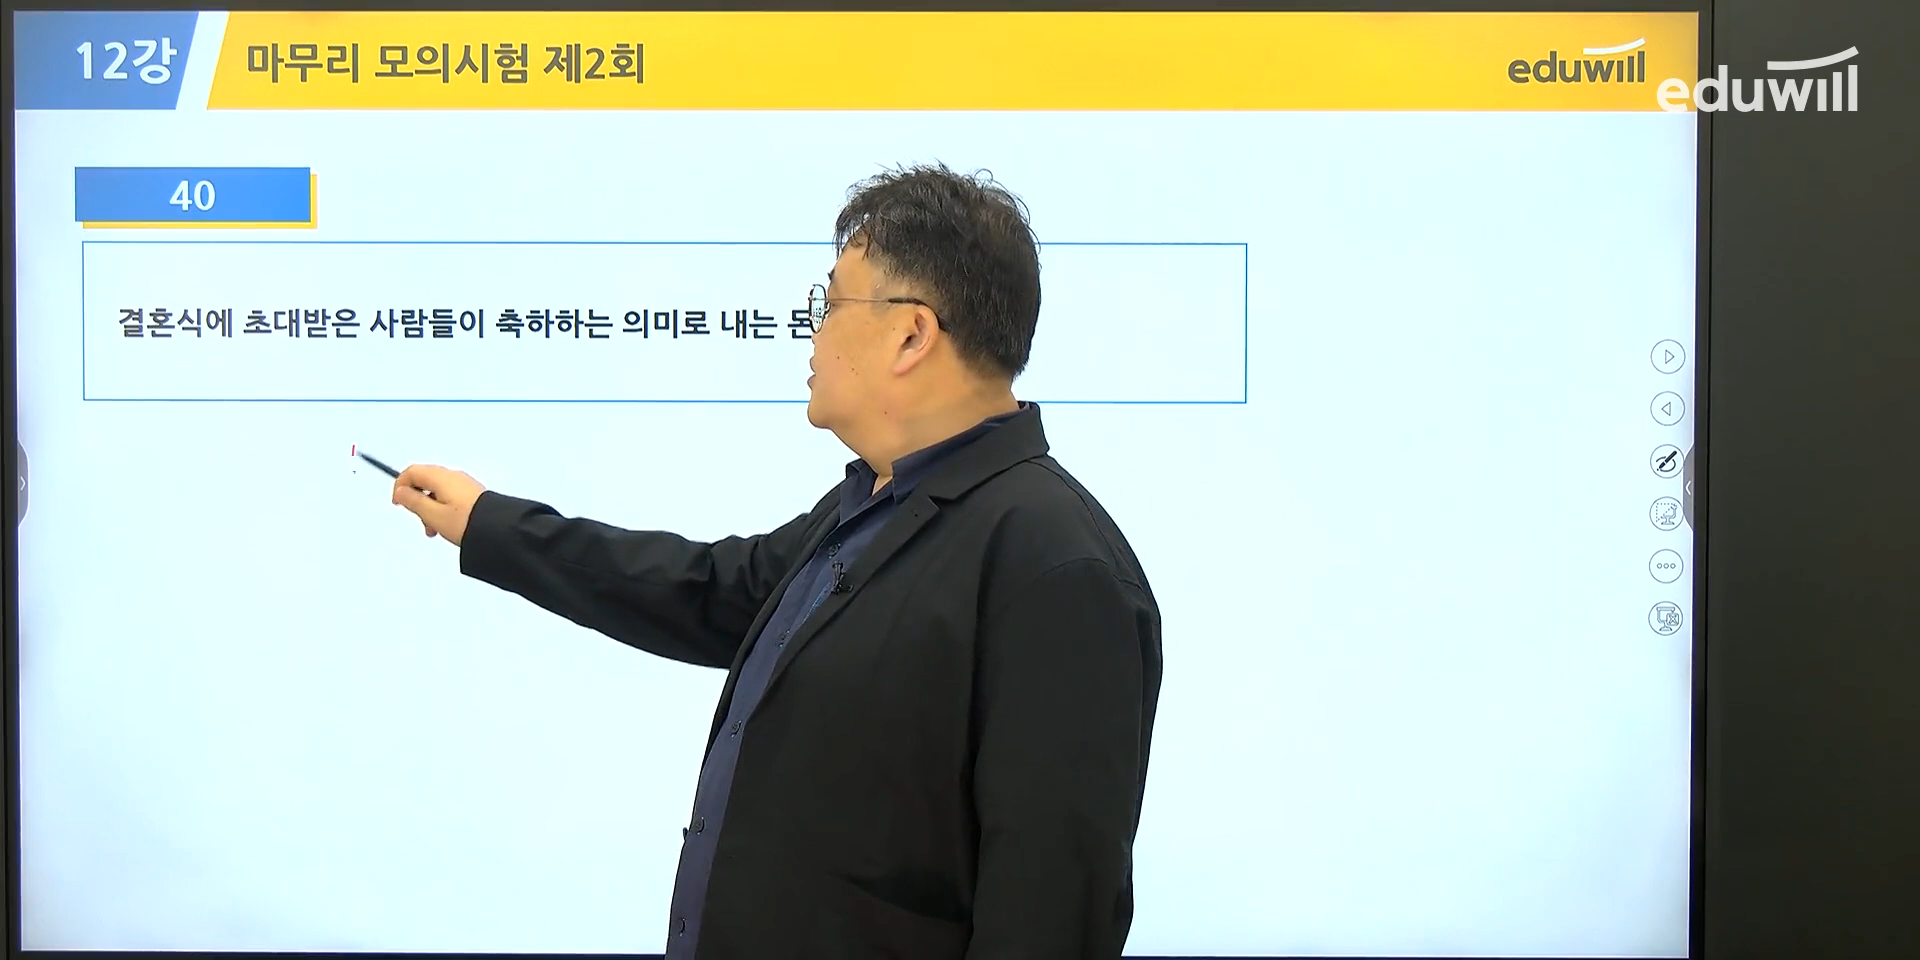 12강
마무리 모의시험 제2회
eduwill
eduwill
40
결혼식에 초대받은 사람들이 축하하는 의미로 내는 돈